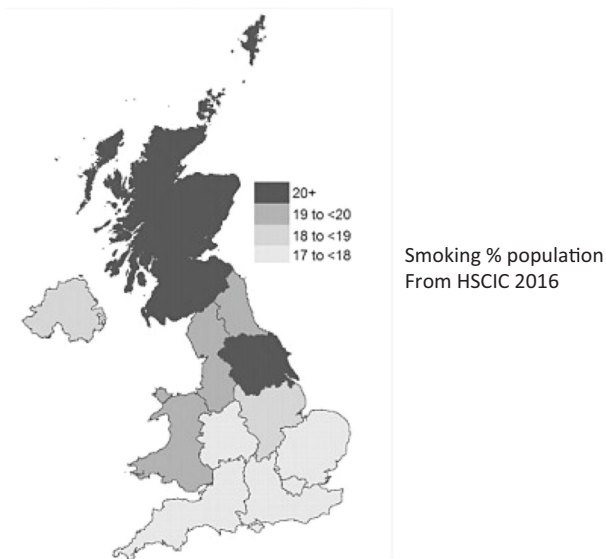 20+
19 to <20
18 to <19
17 to <18
Smoking % population
From HSCIC 2016